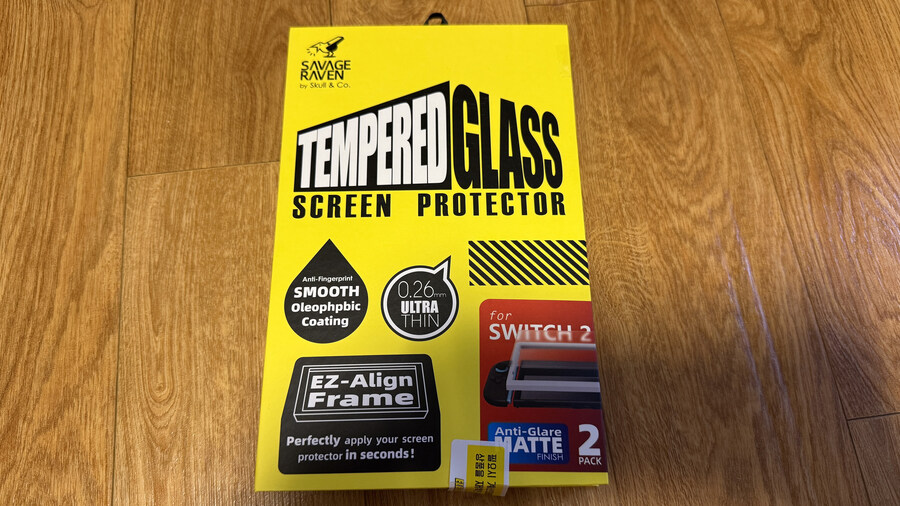 SAVAGE
RAVEN
by Skull & Co.
TEMPERED GLASS
SCREEN PROTECTOR
Anti-Fingerprint
SMOOTH
Oleophpbic
Coating
0.26mm
ULTRA
THIN
for
SWITCH 2
EZ-Align
Frame
Perfectly apply your screen
protector in seconds!
Anti-Glare
MATTE
FINISH
2
PACK